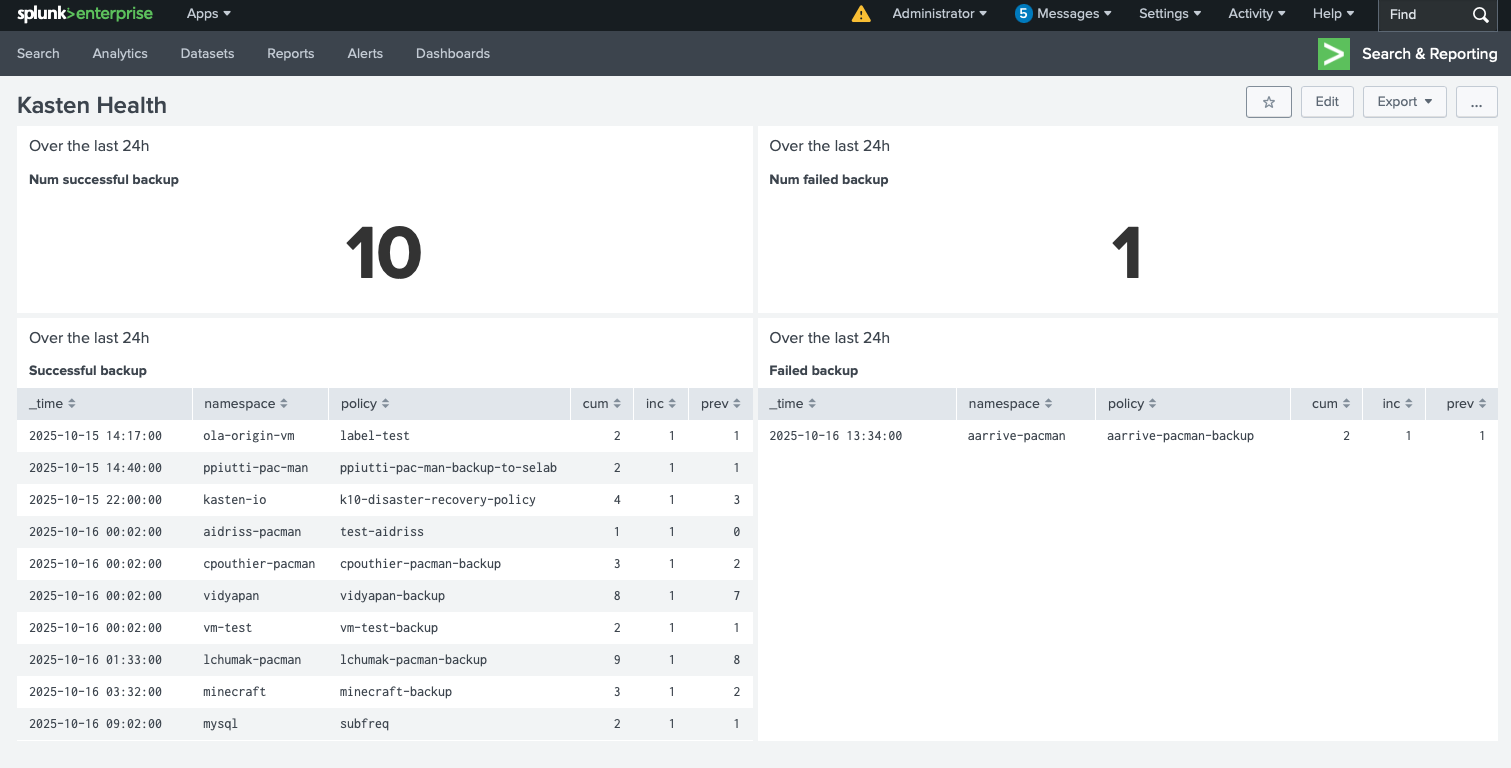 splunk>enterprise Apps Administrator 5 Messages Settings Activity Help Find
Search Analytics Datasets Reports Alerts Dashboards Search & Reporting
Kasten Health Edit Export ...
Over the last 24h
Num successful backup
10
Over the last 24h
Num failed backup
1
Over the last 24h
Successful backup
_time namespace policy cum inc prev
2025-10-15 14:17:00 ola-origin-vm label-test 2 1 1
2025-10-15 14:40:00 ppiutti-pac-man ppiutti-pac-man-backup-to-selab 2 1 1
2025-10-15 22:00:00 kasten-io k10-disaster-recovery-policy 4 1 3
2025-10-16 00:02:00 aidriss-pacman test-aidriss 1 1 0
2025-10-16 00:02:00 cpouthier-pacman cpouthier-pacman-backup 3 1 2
2025-10-16 00:02:00 vidyapan vidyapan-backup 8 1 7
2025-10-16 00:02:00 vm-test vm-test-backup 2 1 1
2025-10-16 01:33:00 lchumak-pacman lchumak-pacman-backup 9 1 8
2025-10-16 03:32:00 minecraft minecraft-backup 3 1 2
2025-10-16 09:02:00 mysql subfreq 2 1 1
Over the last 24h
Failed backup
_time namespace policy cum inc prev
2025-10-16 13:34:00 aarrive-pacman aarrive-pacman-backup 2 1 1